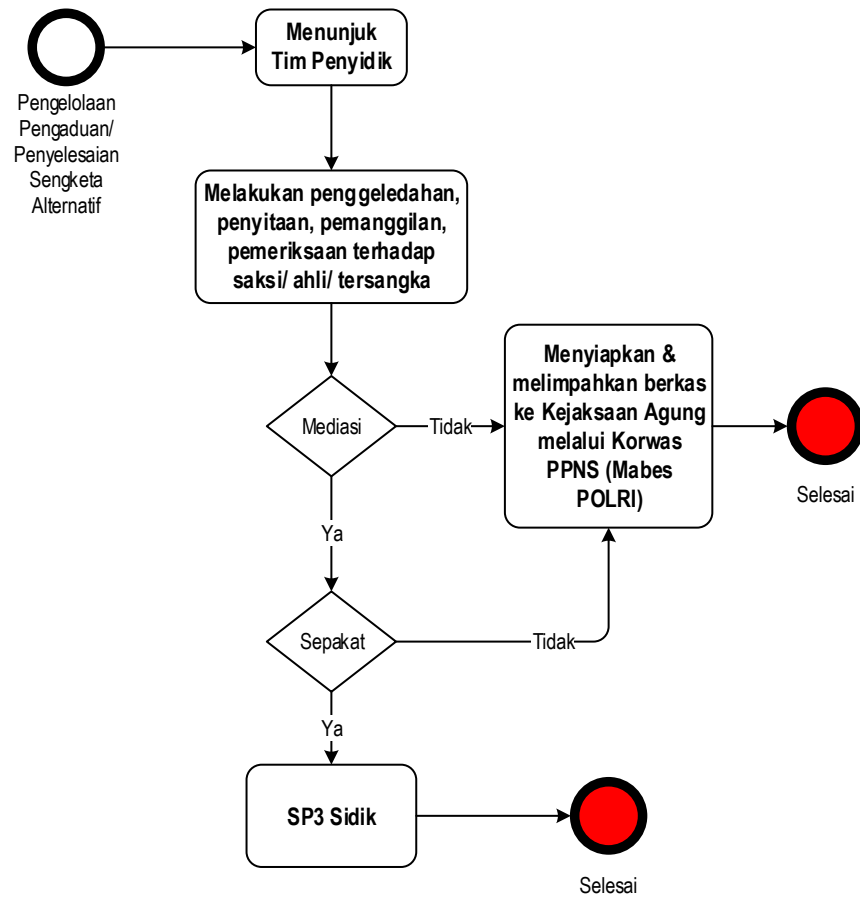 Menunjuk
Tim Penyidik
Pengelolaan
Pengaduan/
Penyelesaian
Sengketa
Alternatif
Melakukan penggeledahan,
penyitaan, pemanggilan,
pemeriksaan terhadap
saksi/ ahli/ tersangka
Mediasi
Tidak
Menyiapkan &
melimpahkan berkas
ke Kejaksaan Agung
melalui Korwas
PPNS (Mabes
POLRI)
Selesai
Ya
Sepakat
Tidak
Ya
SP3 Sidik
Selesai